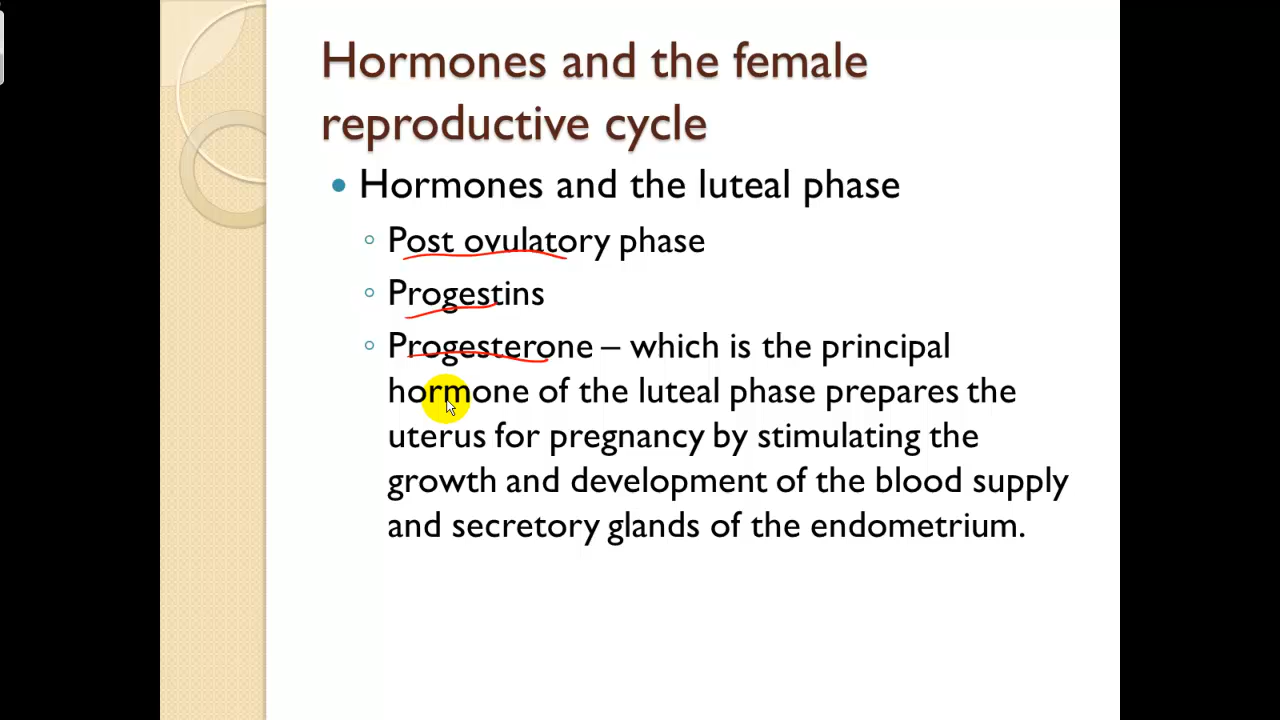 Hormones and the female
reproductive cycle
Hormones and the luteal phase
Post ovulatory phase
Progestins
Progesterone – which is the principal
hormone of the luteal phase prepares the
uterus for pregnancy by stimulating the
growth and development of the blood supply
and secretory glands of the endometrium.